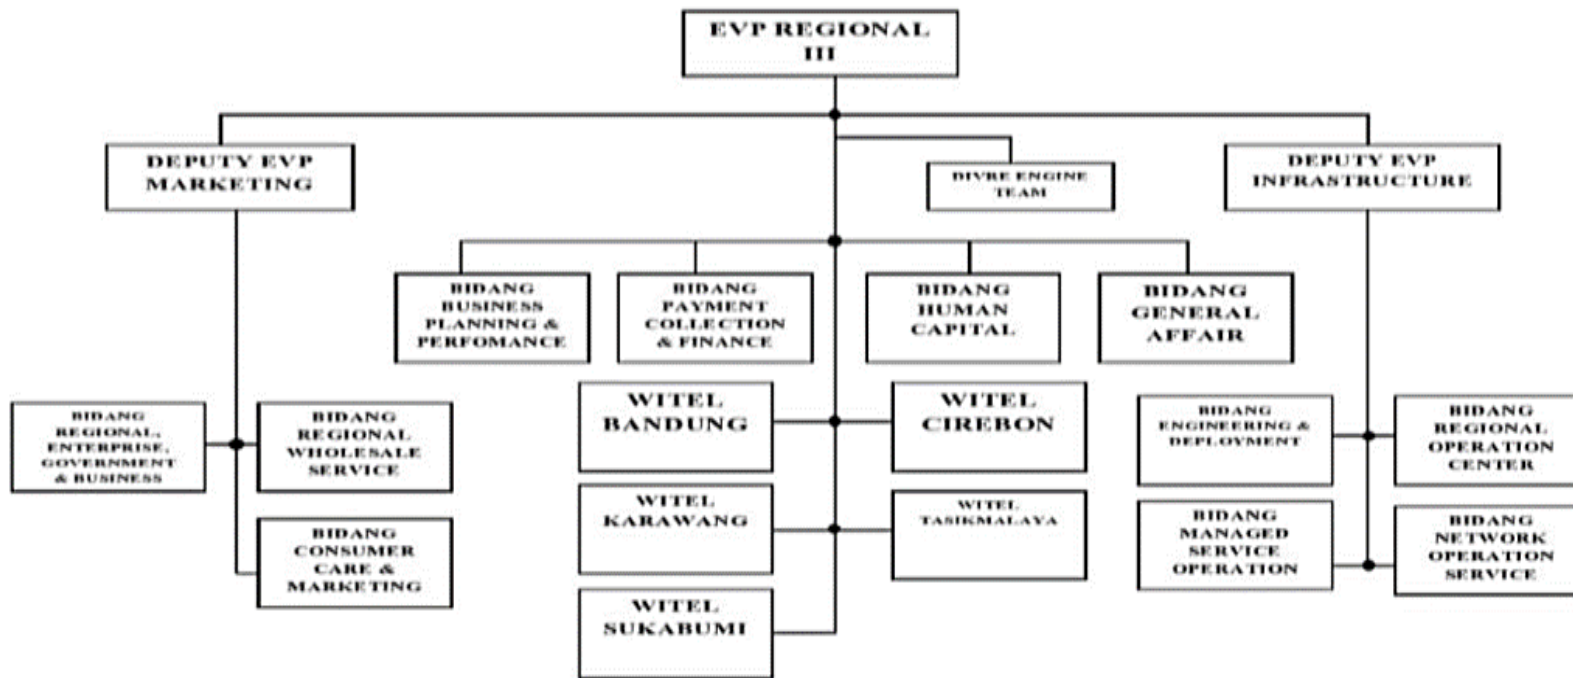 EVP REGIONAL
III
DEPUTY EVP
MARKETING
DIVRE ENGINE
TEAM
DEPUTY EVP
INFRASTRUCTURE
BIDANG
BUSINESS
PLANNING &
PERFOMANCE
BIDANG
PAYMENT
COLLECTION
& FINANCE
BIDANG
HUMAN
CAPITAL
BIDANG
GENERAL
AFFAIR
BIDANG
REGIONAL,
ENTERPRISE,
GOVERNMENT
& BUSINESS
BIDANG
REGIONAL
WHOLESALE
SERVICE
WITEL
BANDUNG
WITEL
CIREBON
BIDANG
ENGINEERING &
DEPLOYMENT
BIDANG
REGIONAL
OPERATION
CENTER
BIDANG
CONSUMER
CARE &
MARKETING
WITEL
KARAWANG
WITEL
TASIKMALAYA
BIDANG
MANAGED
SERVICE
OPERATION
BIDANG
NETWORK
OPERATION
SERVICE
WITEL
SUKABUMI